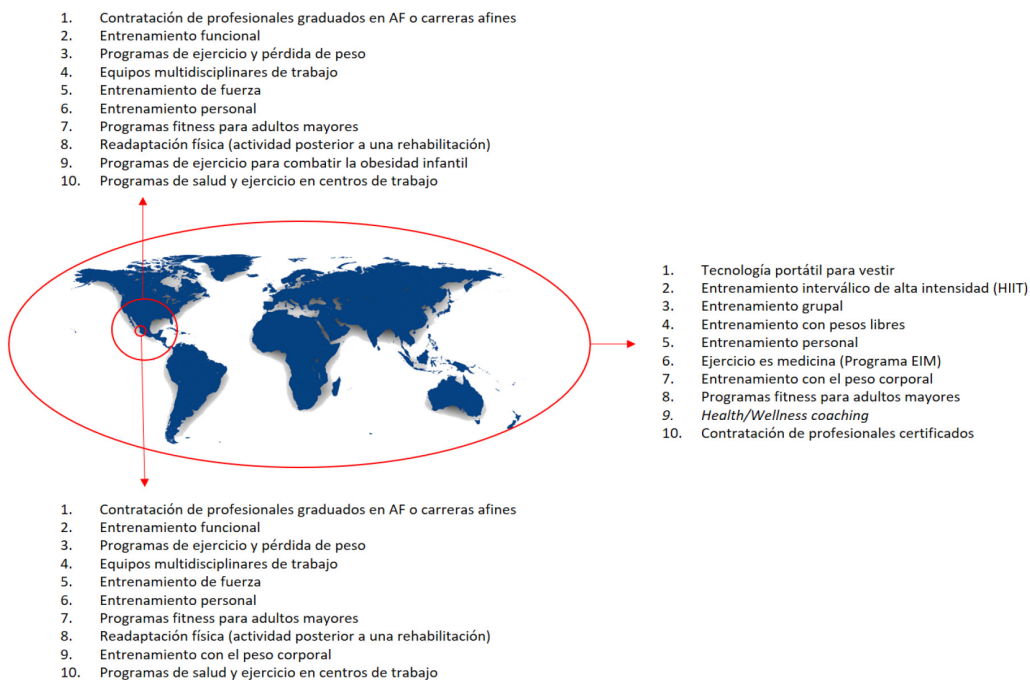 1. Contratación de profesionales graduados en AF o carreras afines
2. Entrenamiento funcional
3. Programas de ejercicio y pérdida de peso
4. Equipos multidisciplinares de trabajo
5. Entrenamiento de fuerza
6. Entrenamiento personal
7. Programas fitness para adultos mayores
8. Readaptación física (actividad posterior a una rehabilitación)
9. Programas de ejercicio para combatir la obesidad infantil
10. Programas de salud y ejercicio en centros de trabajo
1. Tecnología portátil para vestir
2. Entrenamiento interválico de alta intensidad (HIIT)
3. Entrenamiento grupal
4. Entrenamiento con pesos libres
5. Entrenamiento personal
6. Ejercicio es medicina (Programa EIM)
7. Entrenamiento con el peso corporal
8. Programas fitness para adultos mayores
9. Health/Wellness coaching
10. Contratación de profesionales certificados
1. Contratación de profesionales graduados en AF o carreras afines
2. Entrenamiento funcional
3. Programas de ejercicio y pérdida de peso
4. Equipos multidisciplinares de trabajo
5. Entrenamiento de fuerza
6. Entrenamiento personal
7. Programas fitness para adultos mayores
8. Readaptación física (actividad posterior a una rehabilitación)
9. Entrenamiento con el peso corporal
10. Programas de salud y ejercicio en centros de trabajo